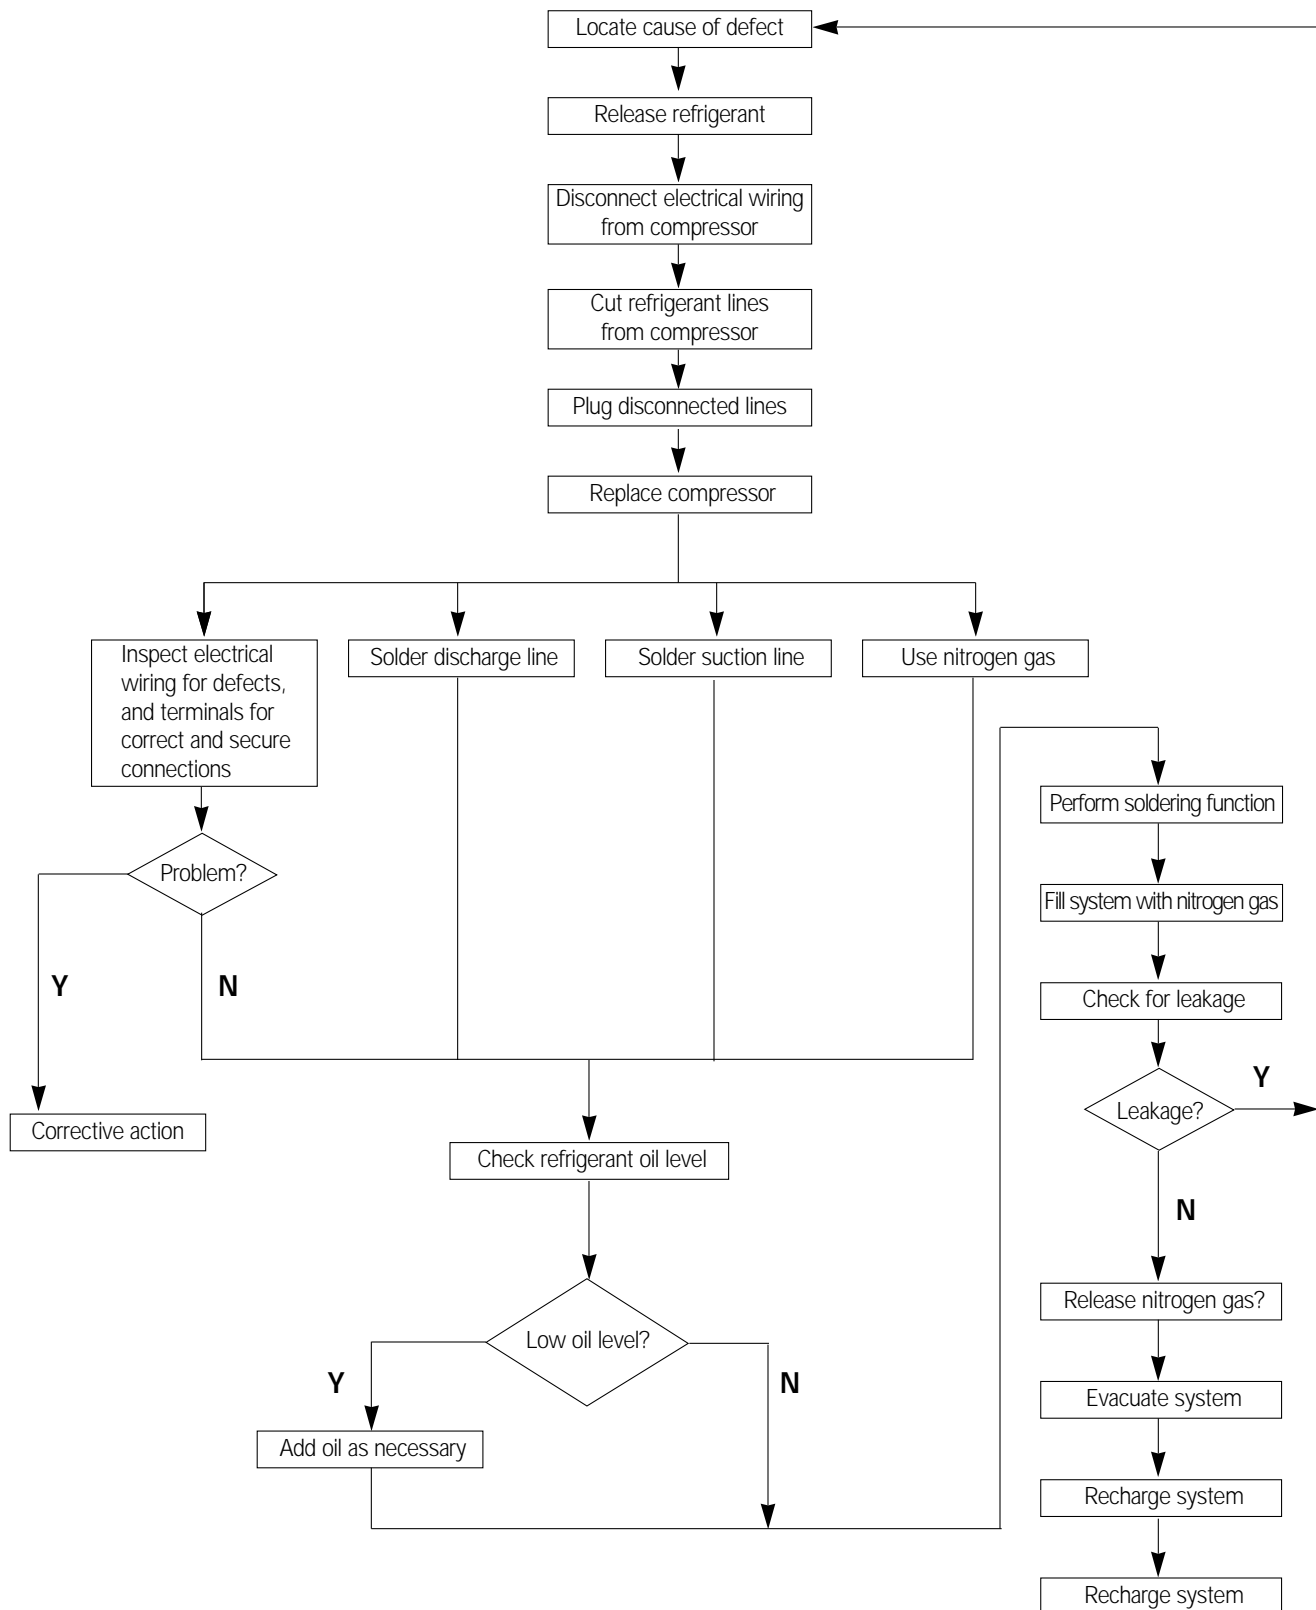 Locate cause of defect
Release refrigerant
Disconnect electrical wiring
from compressor
Cut refrigerant lines
from compressor
Plug disconnected lines
Replace compressor
Inspect electrical
wiring for defects,
and terminals for
correct and secure
connections
Solder discharge line
Solder suction line
Use nitrogen gas
Problem?
Y
N
Corrective action
Check refrigerant oil level
Low oil level?
Y
N
Add oil as necessary
Perform soldering function
Fill system with nitrogen gas
Check for leakage
Leakage?
Y
N
Release nitrogen gas?
Evacuate system
Recharge system
Recharge system